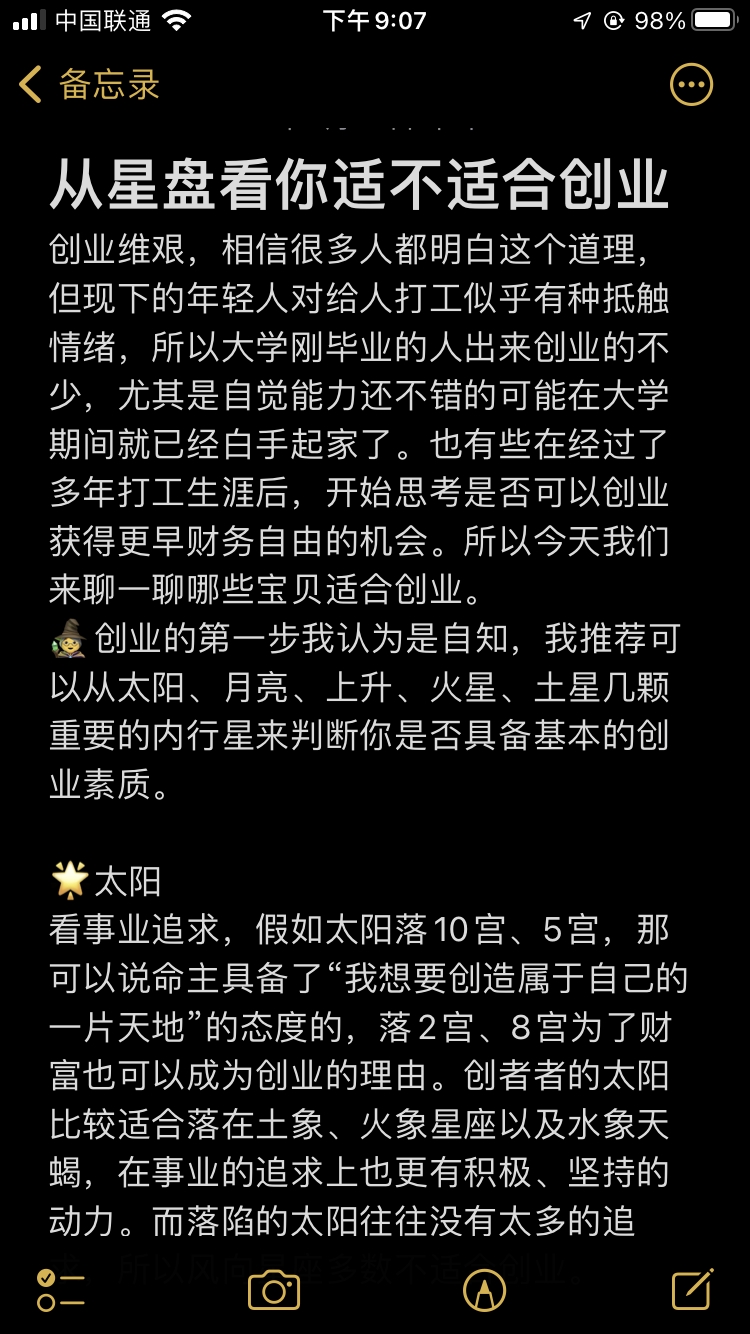 中国联通
下午9:07
98%
备忘录
从星盘看你适不适合创业
创业维艰，相信很多人都明白这个道理，
但现下的年轻人对给人打工似乎有种抵触
情绪，所以大学刚毕业的人出来创业的不
少，尤其是自觉能力还不错的可能在大学
期间就已经白手起家了。也有些在经过了
多年打工生涯后，开始思考是否可以创业
获得更早财务自由的机会。所以今天我们
来聊一聊哪些宝贝适合创业。
创业的第一步我认为是自知，我推荐可
以从太阳、月亮、上升、火星、土星几颗
重要的内行星来判断你是否具备基本的创
业素质。
🌟太阳
看事业追求，假如太阳落10宫、5宫，那
可以说命主具备了“我想要创造属于自己的
一片天地”的态度的，落2宫、8宫为了财
富也可以成为创业的理由。创者者的太阳
比较适合落在土象、火象星座以及水象天
蝎，在事业的追求上也更有积极、坚持的
动力。而落陷的太阳往往没有太多的追
求，所以风向星座多数不适合创业。